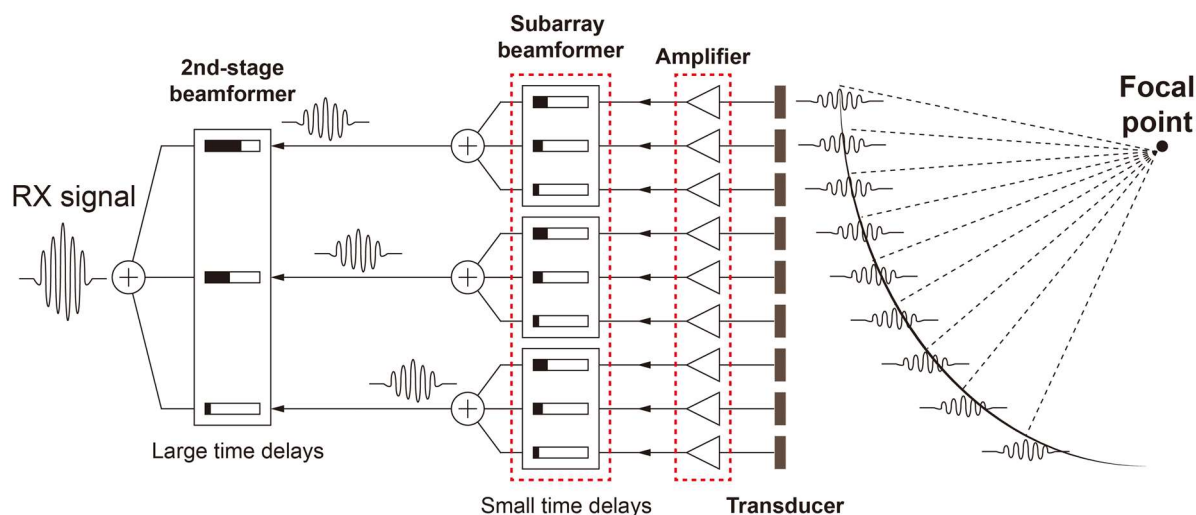 Subarray
beamformer
Amplifier
2nd-stage
beamformer
Focal
point
RX signal
Large time delays
Small time delays
Transducer